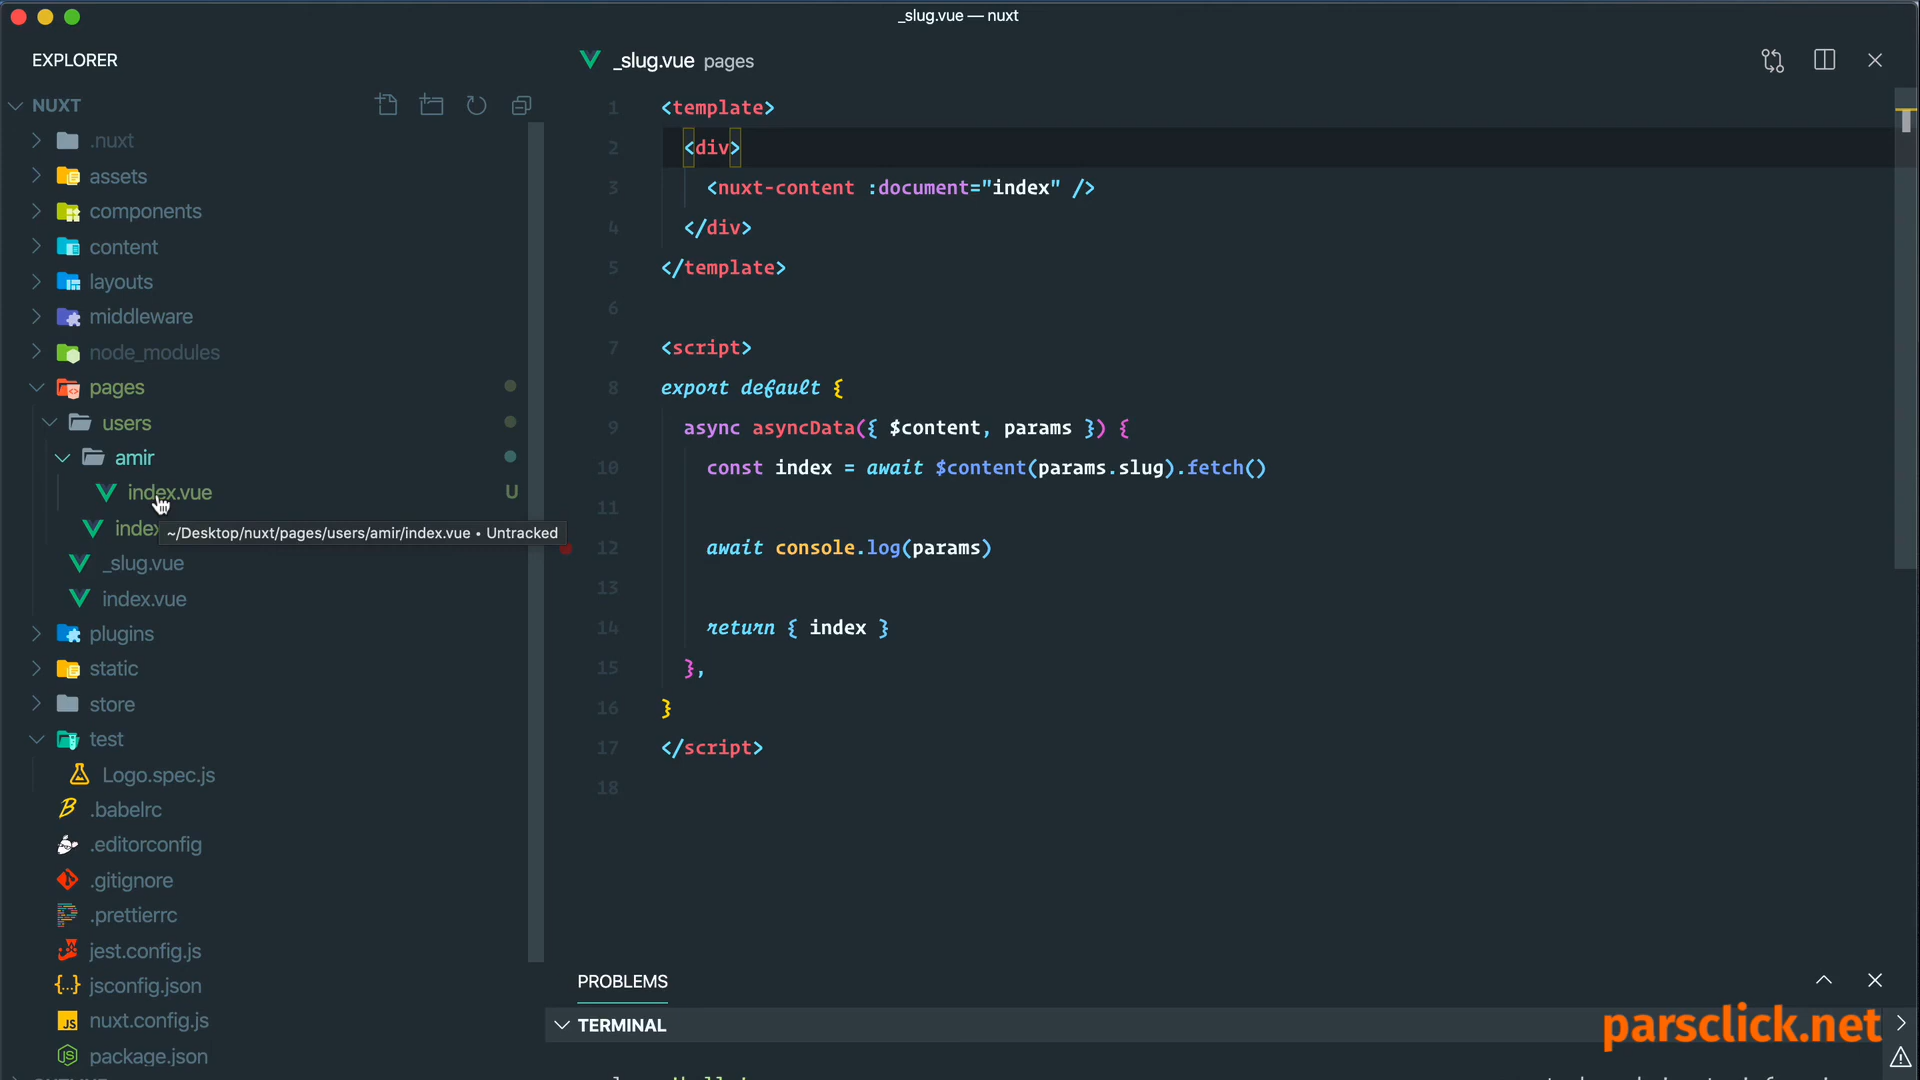 _slug.vue — nuxt
EXPLORER
NUXT
.nuxt
assets
components
content
layouts
middleware
node_modules
pages
users
amir
index.vue U
index
~/Desktop/nuxt/pages/users/amir/index.vue • Untracked
_slug.vue
index.vue
plugins
static
store
test
Logo.spec.js
.babelrc
.editorconfig
.gitignore
.prettierrc
jest.config.js
jsconfig.json
nuxt.config.js
package.json
_slug.vue pages
1 <template>
2 <div>
3 <nuxt-content :document="index" />
4 </div>
5 </template>
6
7 <script>
8 export default {
9 async asyncData({ $content, params }) {
10 const index = await $content(params.slug).fetch()
11
12 await console.log(params)
13
14 return { index }
15 },
16 }
17 </script>
18
PROBLEMS
TERMINAL
parsclick.net